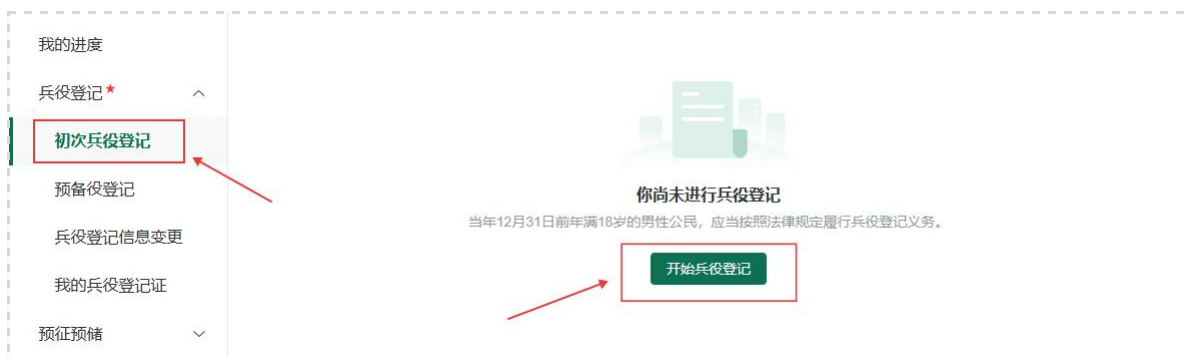 我的进度
兵役登记★
初次兵役登记
预备役登记
兵役登记信息变更
我的兵役登记证
预征预储
你尚未进行兵役登记
当年12月31日前年满18岁的男性公民，应当按照法律规定履行兵役登记义务。
开始兵役登记